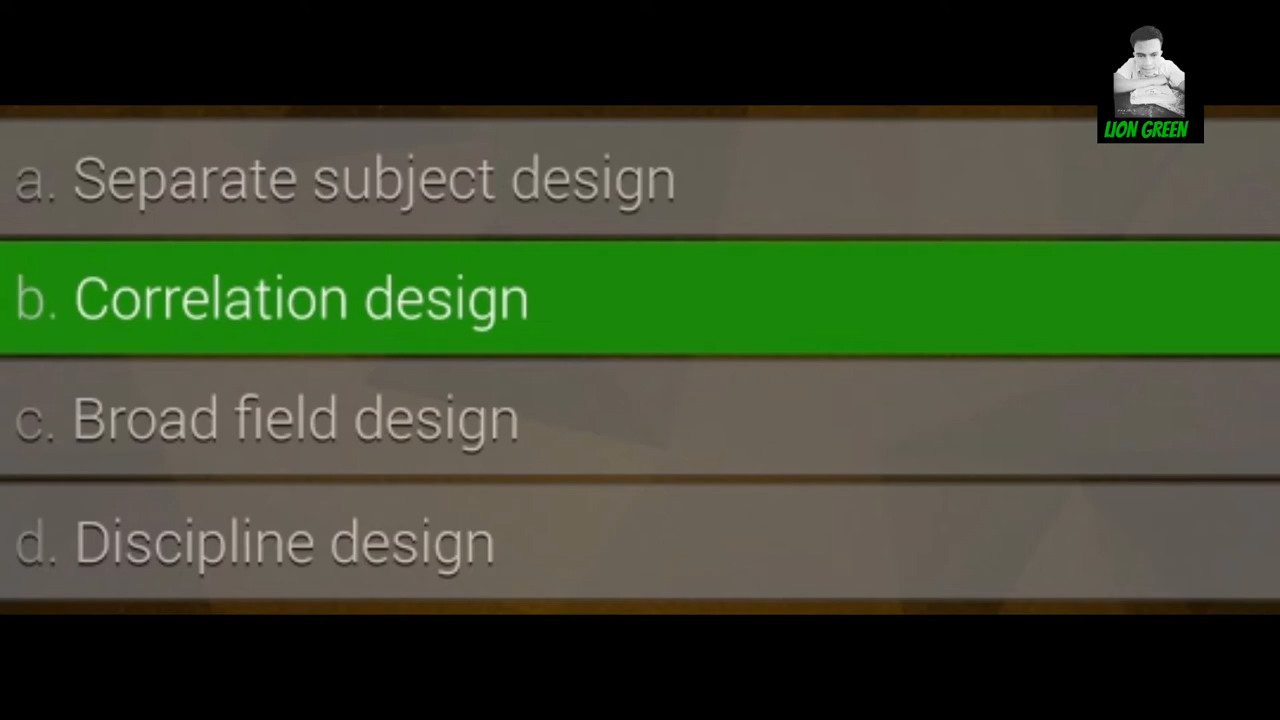 LION GREEN
a. Separate subject design
b. Correlation design
c. Broad field design
d. Discipline design